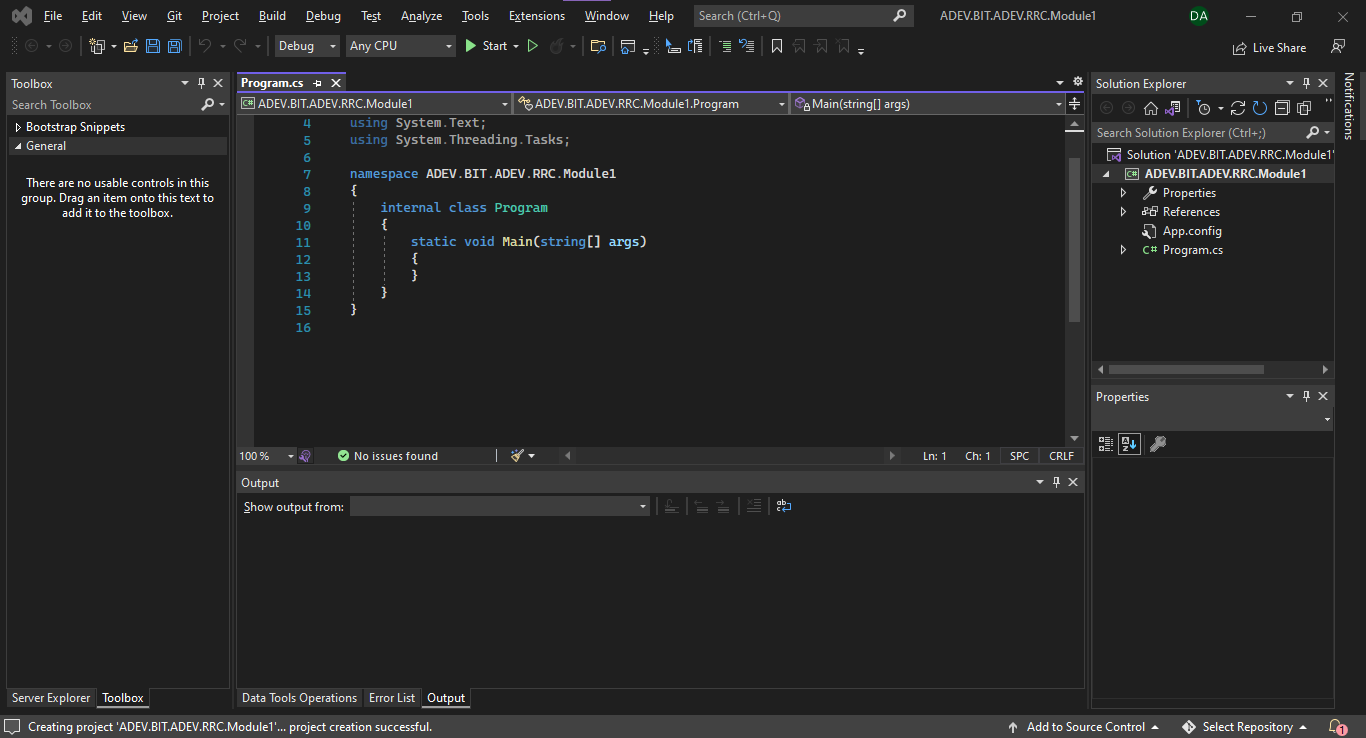 File Edit View Git Project Build Debug Test Analyze Tools Extensions Window Help Search (Ctrl+Q) ADEV.BIT.ADEV.RRC.Module1 DA
Debug Any CPU Start Live Share
Toolbox
Search Toolbox
Bootstrap Snippets
General
There are no usable controls in this
group. Drag an item onto this text to
add it to the toolbox.
Server Explorer Toolbox
Program.cs
C# ADEV.BIT.ADEV.RRC.Module1 ADEV.BIT.ADEV.RRC.Module1.Program Main(string[] args)
4 using System.Text;
5 using System.Threading.Tasks;
6
7 namespace ADEV.BIT.ADEV.RRC.Module1
8 {
9 internal class Program
10 {
11 static void Main(string[] args)
12 {
13 }
14 }
15 }
16
100 % No issues found Ln: 1 Ch: 1 SPC CRLF
Output
Show output from:
Data Tools Operations Error List Output
Solution Explorer
Search Solution Explorer (Ctrl+;)
Solution 'ADEV.BIT.ADEV.RRC.Module1'
C# ADEV.BIT.ADEV.RRC.Module1
Properties
References
App.config
C# Program.cs
Properties
Notifications
Creating project 'ADEV.BIT.ADEV.RRC.Module1'... project creation successful. Add to Source Control Select Repository 1